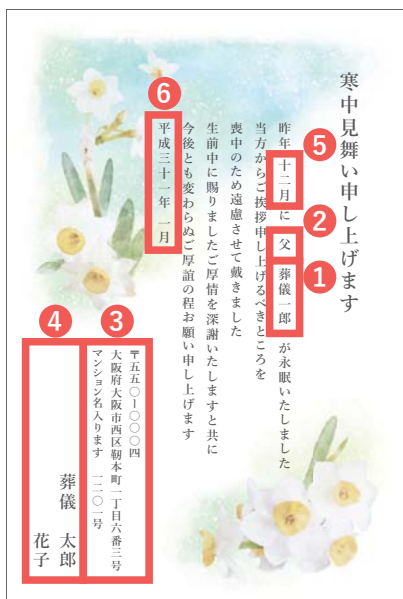 寒中見舞い申し上げます
昨年 十二月 に 父 葬儀一郎 が永眠いたしました
当方からご挨拶申し上げるべきところを
喪中のため遠慮させて戴きました
生前中に賜りましたご厚情を深謝いたしますと共に
今後とも変わらぬご厚誼の程お願い申し上げます
平成三十一年 一月
〒五五〇ー〇〇〇四
大阪府大阪市西区靭本町一丁目六番三号
マンション名入ります 一二〇一号
葬儀 太郎
花子
⑤
②
①
⑥
③
④